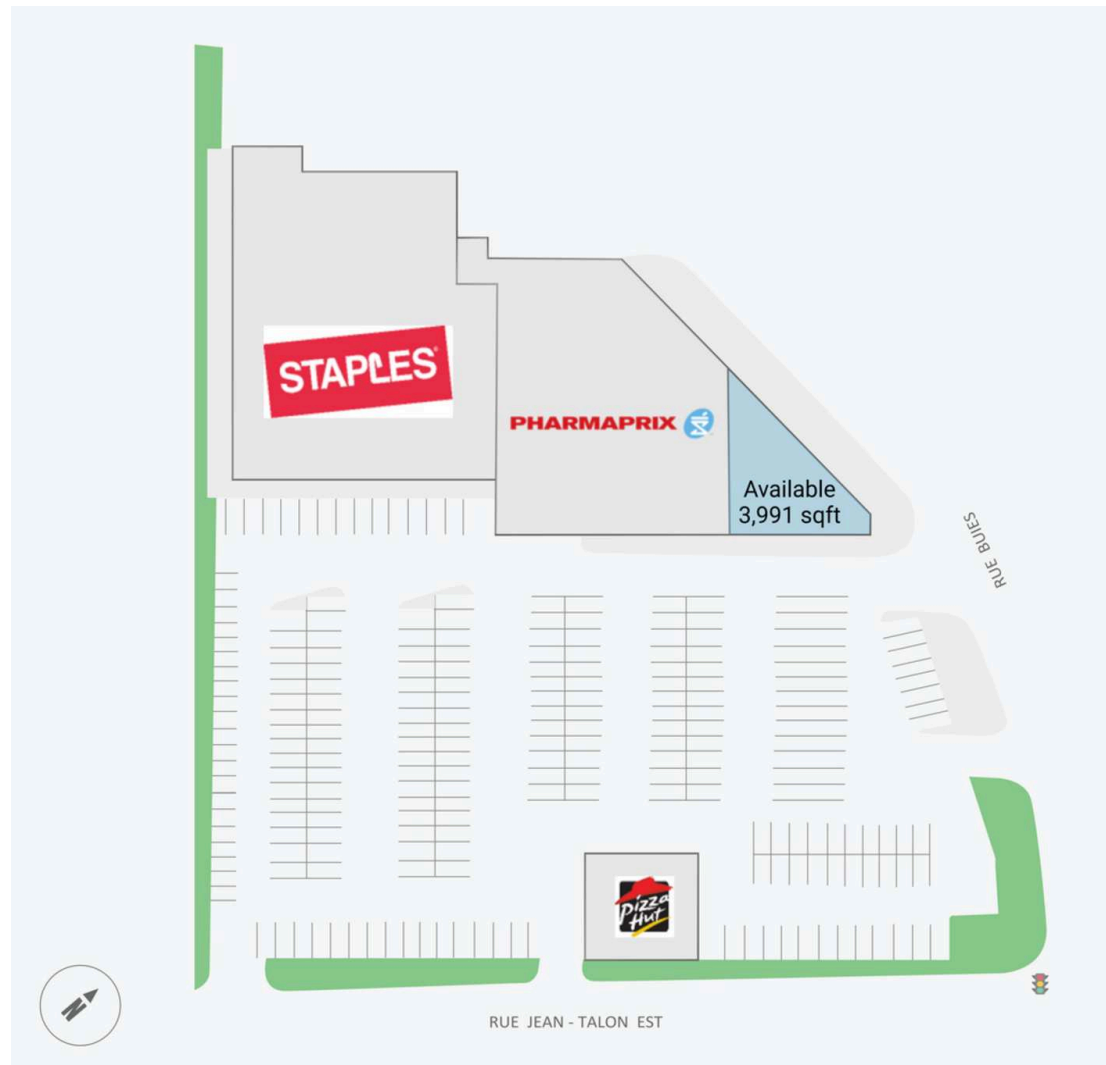 STAPLES
PHARMAPRIX
Available
3,991 sqft
RUE BUIES
Pizza
Hut
N
RUE JEAN - TALON EST